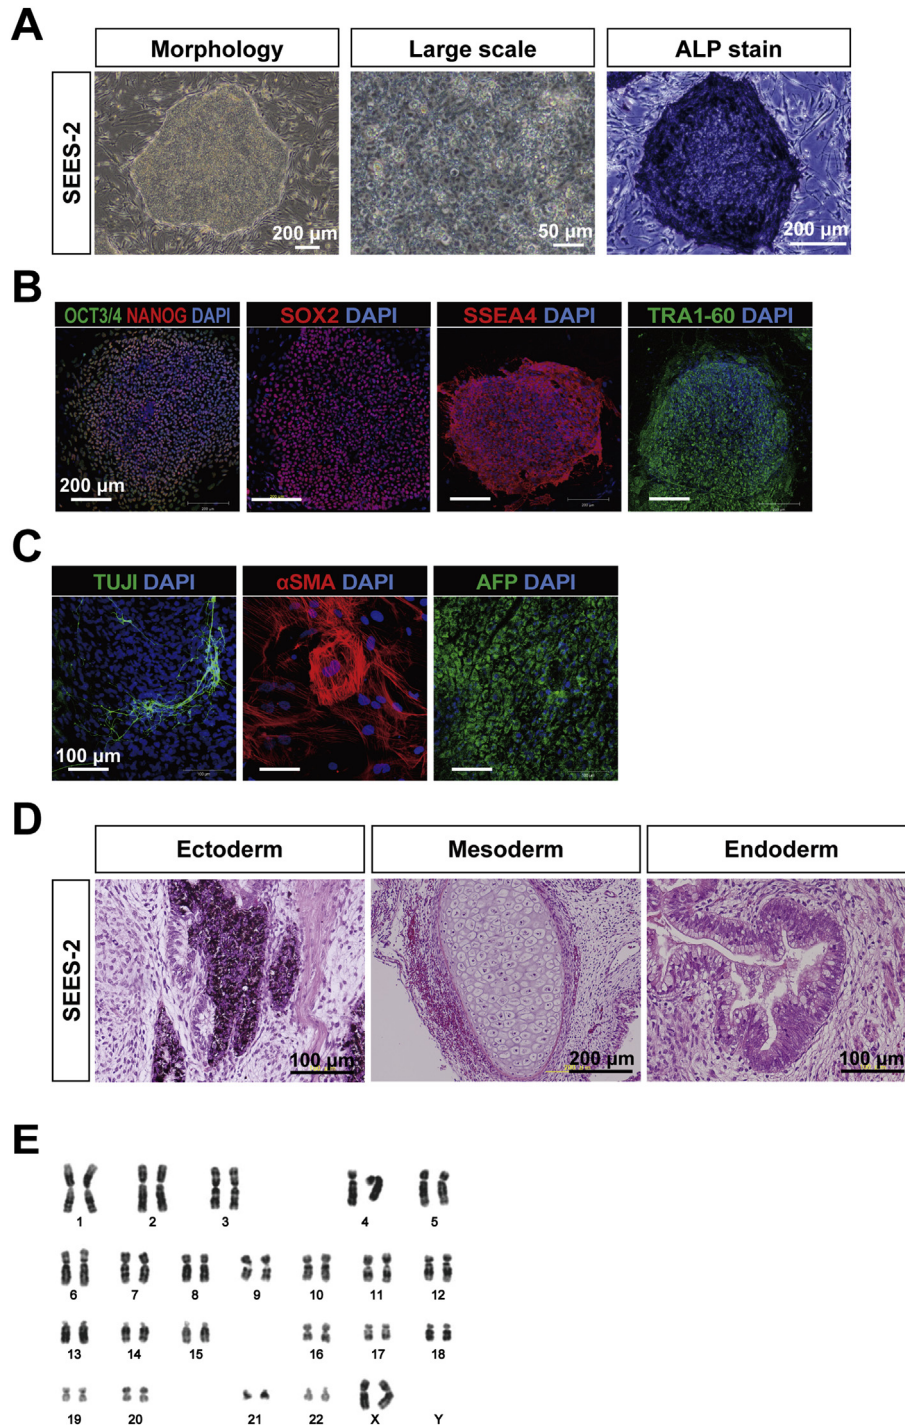 A
Morphology Large scale ALP stain
SEES-2
200 µm 50 µm 200 µm
B
OCT3/4 NANOG DAPI SOX2 DAPI SSEA4 DAPI TRA1-60 DAPI
200 µm
C
TUJI DAPI αSMA DAPI AFP DAPI
100 µm
D
Ectoderm Mesoderm Endoderm
SEES-2
100 µm 200 µm 100 µm
E
1 2 3 4 5
6 7 8 9 10 11 12
13 14 15 16 17 18
19 20 21 22 X Y